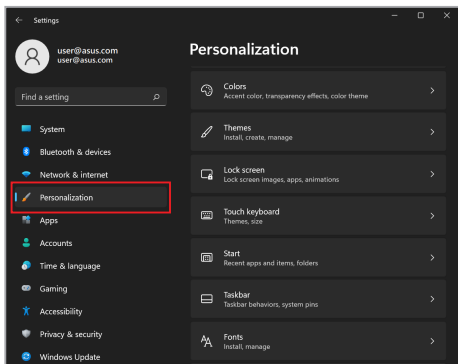 Settings
user@asus.com
user@asus.com
Find a setting
System
Bluetooth & devices
Network & internet
Personalization
Apps
Accounts
Time & language
Gaming
Accessibility
Privacy & security
Windows Update
Personalization
Colors
Accent color, transparency effects, color theme
Themes
Install, create, manage
Lock screen
Lock screen images, apps, animations
Touch keyboard
Themes, size
Start
Recent apps and items, folders
Taskbar
Taskbar behaviors, system pins
Fonts
Install, manage